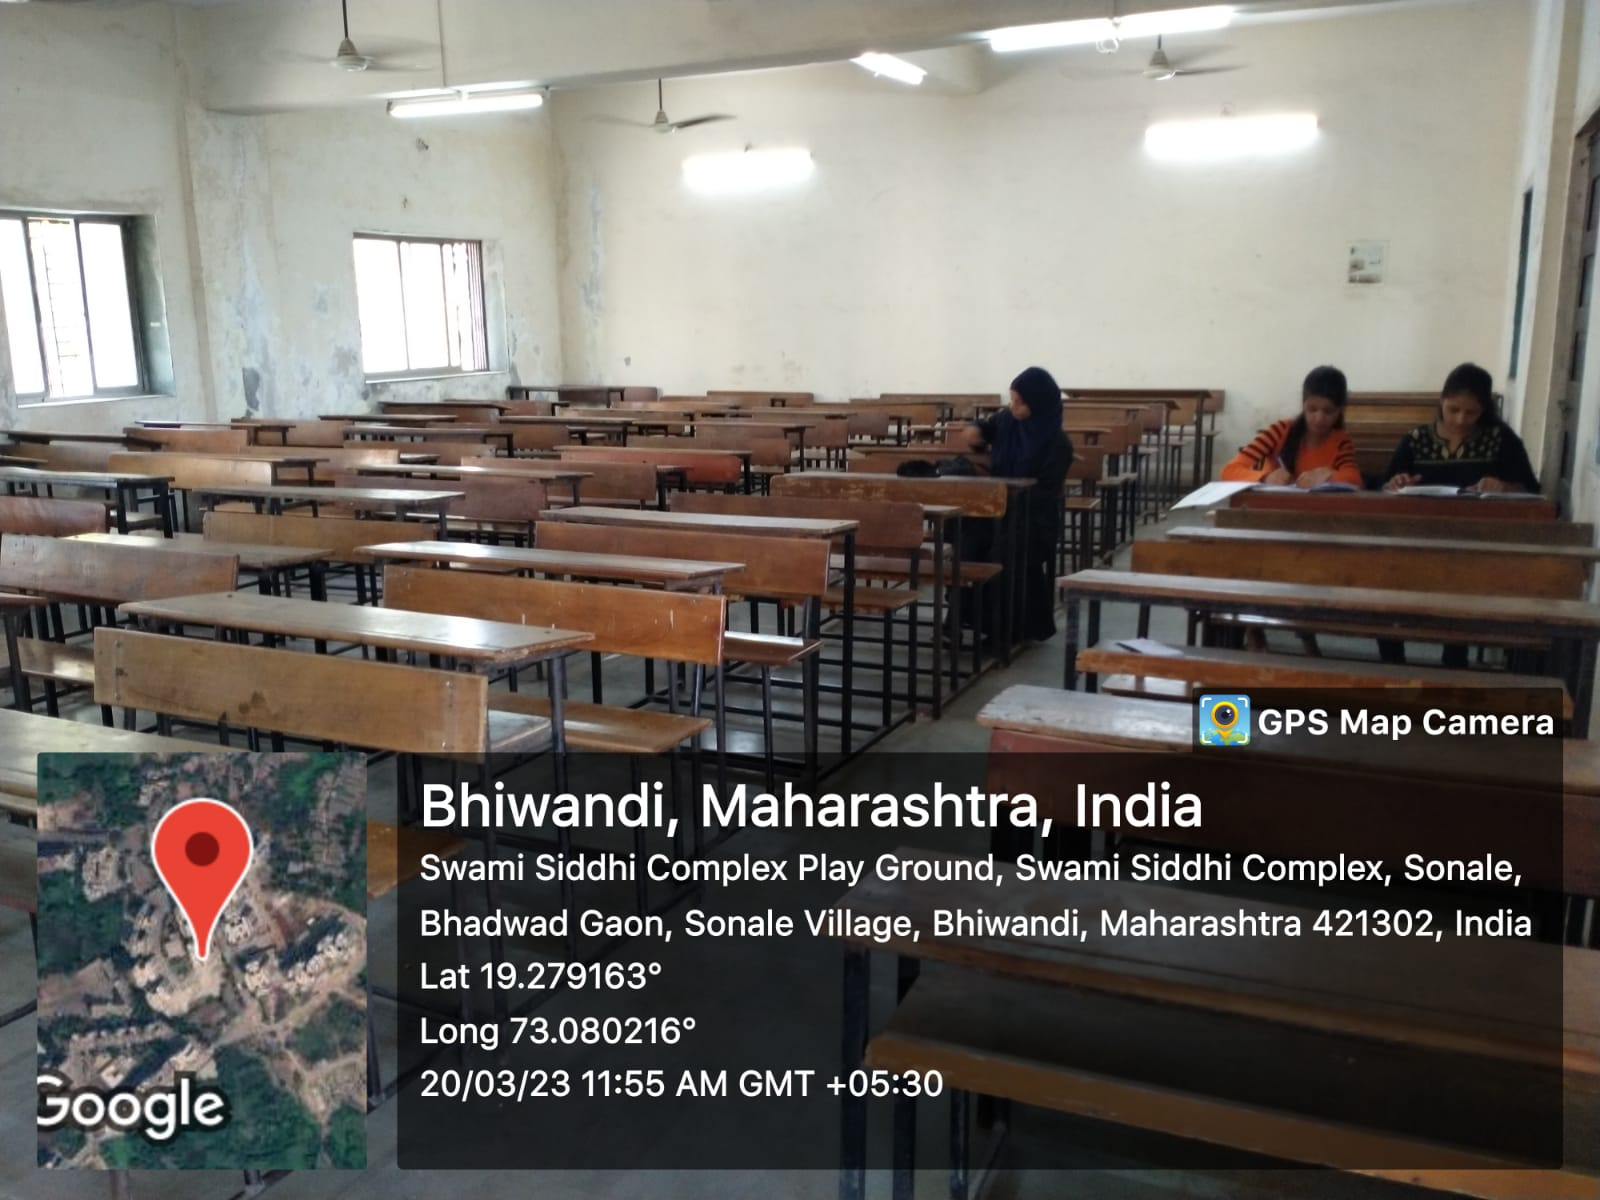 GPS Map Camera
Bhiwandi, Maharashtra, India
Swami Siddhi Complex Play Ground, Swami Siddhi Complex, Sonale,
Bhadwad Gaon, Sonale Village, Bhiwandi, Maharashtra 421302, India
Lat 19.279163°
Long 73.080216°
20/03/23 11:55 AM GMT +05:30
Google